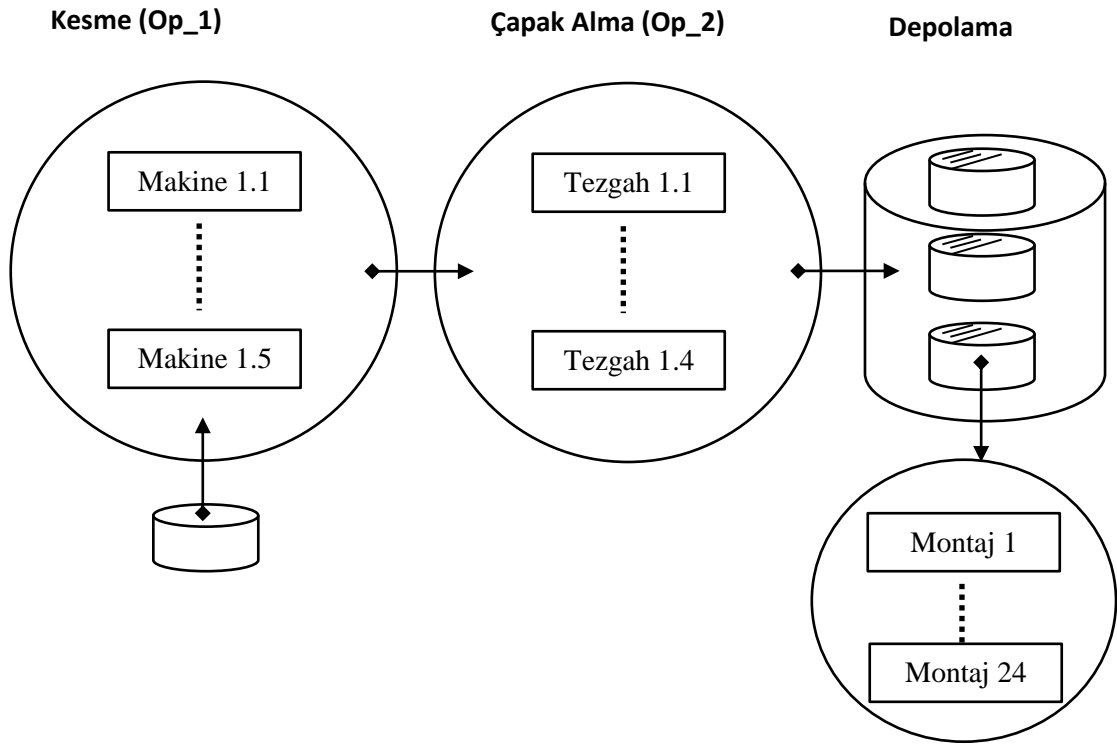 Kesme (Op_1)
Çapak Alma (Op_2)
Depolama
Makine 1.1
Makine 1.5
Tezgah 1.1
Tezgah 1.4
Montaj 1
Montaj 24